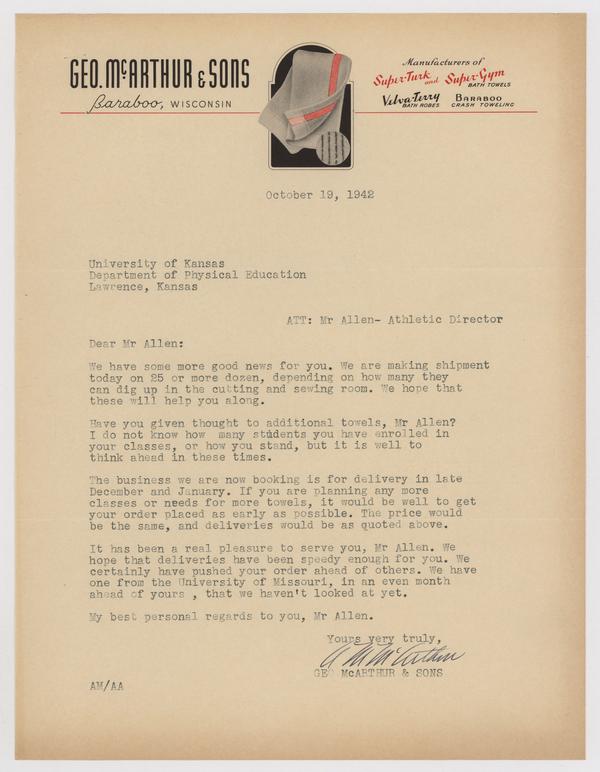 GEO. McARTHUR & SONS
Baraboo, WISCONSIN
Manufacturers of
Super-Turk and Super-Gym
BATH TOWELS
Velva-Terry BARABOO
BATH ROBES CRASH TOWELING
October 19, 1942
University of Kansas
Department of Physical Education
Lawrence, Kansas
ATT: Mr Allen- Athletic Director
Dear Mr Allen:
We have some more good news for you. We are making shipment
today on 25 or more dozen, depending on how many they
can dig up in the cutting and sewing room. We hope that
these will help you along.
Have you given thought to additional towels, Mr Allen?
I do not know how many students you have enrolled in
your classes, or how you stand, but it is well to
think ahead in these times.
The business we are now booking is for delivery in late
December and January. If you are planning any more
classes or needs for more towels, it would be well to get
your order placed as early as possible. The price would
be the same, and deliveries would be as quoted above.
It has been a real pleasure to serve you, Mr Allen. We
hope that deliveries have been speedy enough for you. We
certainly have pushed your order ahead of others. We have
one from the University of Missouri, in an even month
ahead of yours , that we haven't looked at yet.
My best personal regards to you, Mr Allen.
Yours very truly,
A M McArthur
GEO McARTHUR & SONS
AM/AA